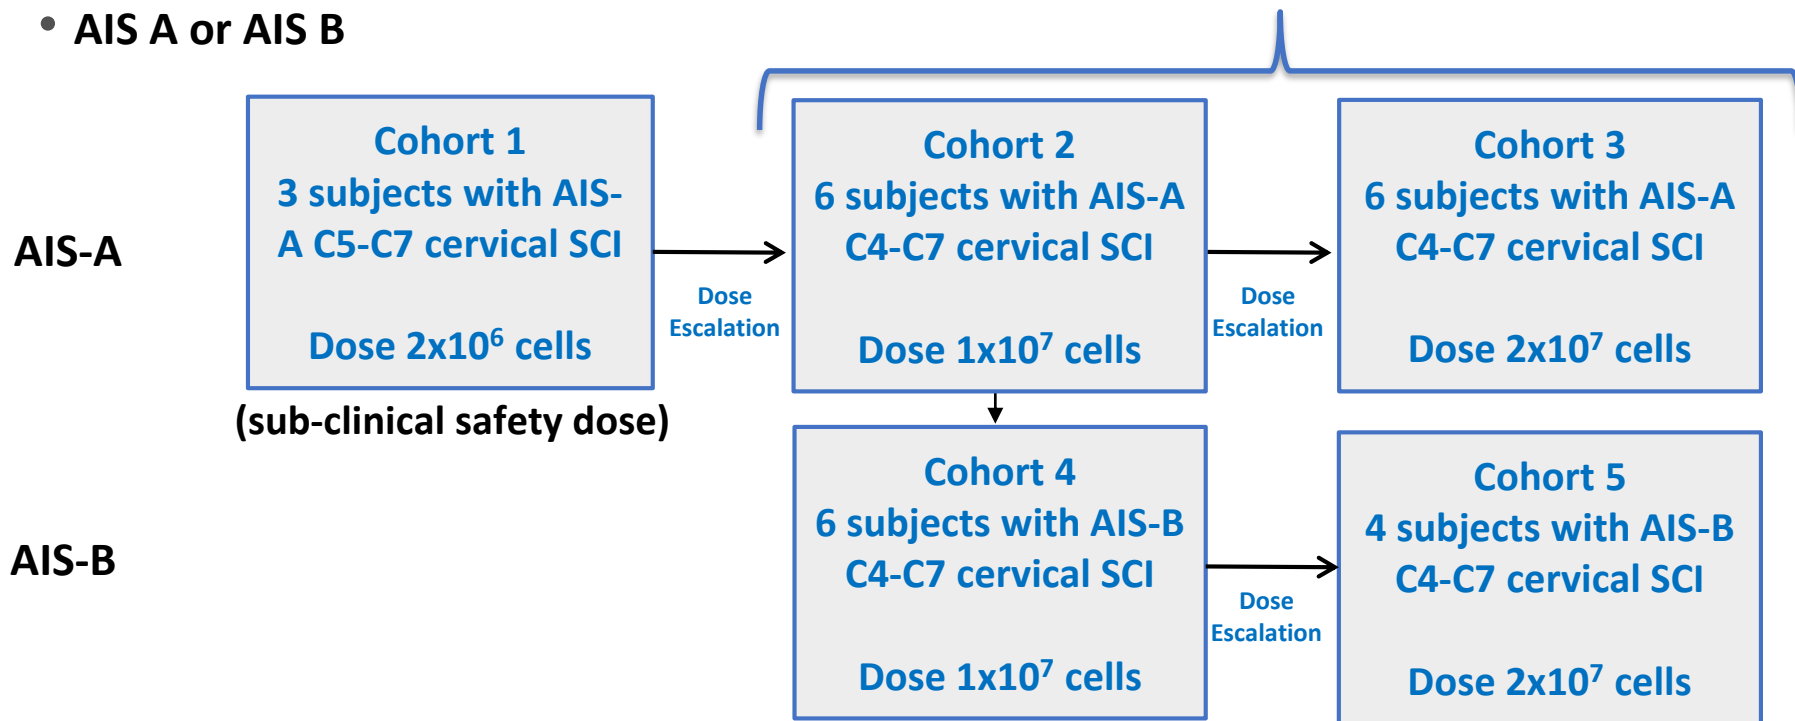 • AIS A or AIS B
Cohort 1
3 subjects with AIS-
A C5-C7 cervical SCI
Dose 2x10⁶ cells
(sub-clinical safety dose)
Dose
Escalation
Cohort 2
6 subjects with AIS-A
C4-C7 cervical SCI
Dose 1x10⁷ cells
Dose
Escalation
Cohort 3
6 subjects with AIS-A
C4-C7 cervical SCI
Dose 2x10⁷ cells
AIS-A
AIS-B
Cohort 4
6 subjects with AIS-B
C4-C7 cervical SCI
Dose 1x10⁷ cells
Dose
Escalation
Cohort 5
4 subjects with AIS-B
C4-C7 cervical SCI
Dose 2x10⁷ cells